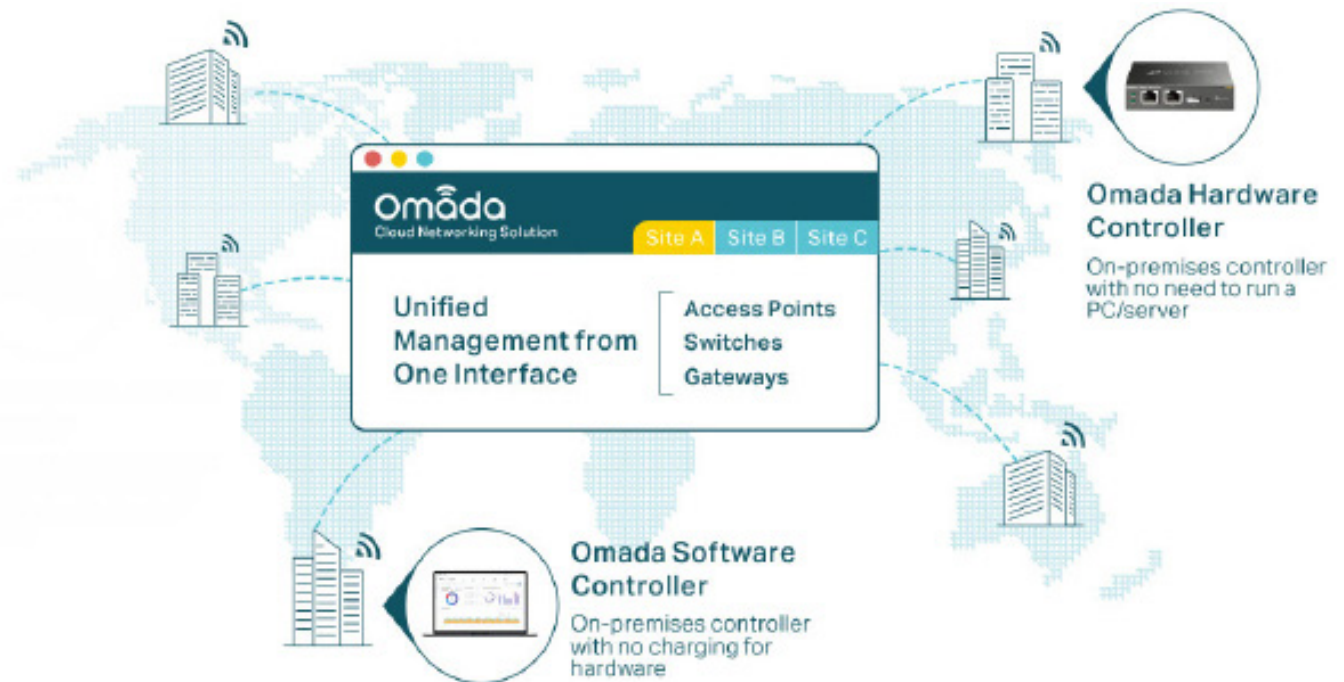 Omada
Cloud Networking Solution
Site A
Site B
Site C
Unified
Management from
One Interface
Access Points
Switches
Gateways
Omada Hardware
Controller
On-premises controller
with no need to run a
PC/server
Omada Software
Controller
On-premises controller
with no charging for
hardware